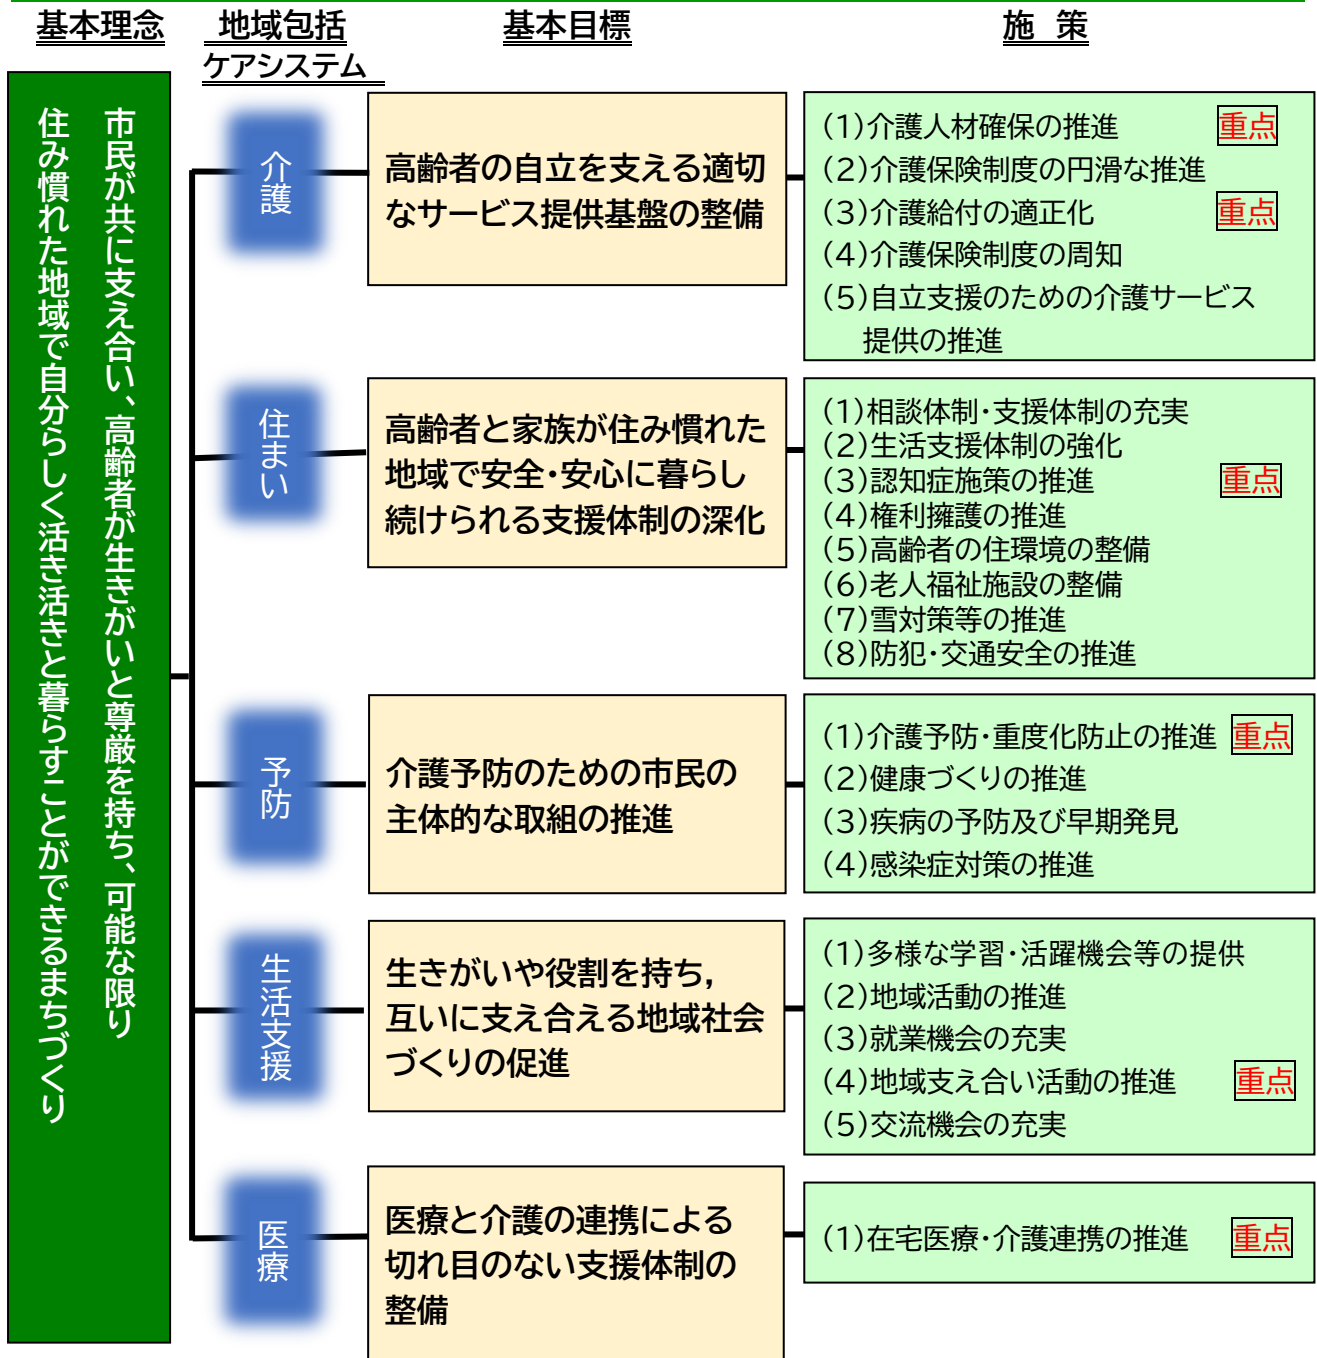 基本理念
地域包括
ケアシステム
基本目標
施 策
市民が共に支え合い、高齢者が生きがいと尊厳を持ち、可能な限り
住み慣れた地域で自分らしく活き活きと暮らすことができるまちづくり
介護
高齢者の自立を支える適切
なサービス提供基盤の整備
(1)介護人材確保の推進 重点
(2)介護保険制度の円滑な推進
(3)介護給付の適正化 重点
(4)介護保険制度の周知
(5)自立支援のための介護サービス
提供の推進
住まい
高齢者と家族が住み慣れた
地域で安全・安心に暮らし
続けられる支援体制の深化
(1)相談体制・支援体制の充実
(2)生活支援体制の強化
(3)認知症施策の推進 重点
(4)権利擁護の推進
(5)高齢者の住環境の整備
(6)老人福祉施設の整備
(7)雪対策等の推進
(8)防犯・交通安全の推進
予防
介護予防のための市民の
主体的な取組の推進
(1)介護予防・重度化防止の推進 重点
(2)健康づくりの推進
(3)疾病の予防及び早期発見
(4)感染症対策の推進
生活支援
生きがいや役割を持ち,
互いに支え合える地域社会
づくりの促進
(1)多様な学習・活躍機会等の提供
(2)地域活動の推進
(3)就業機会の充実
(4)地域支え合い活動の推進 重点
(5)交流機会の充実
医療
医療と介護の連携による
切れ目のない支援体制の
整備
(1)在宅医療・介護連携の推進 重点